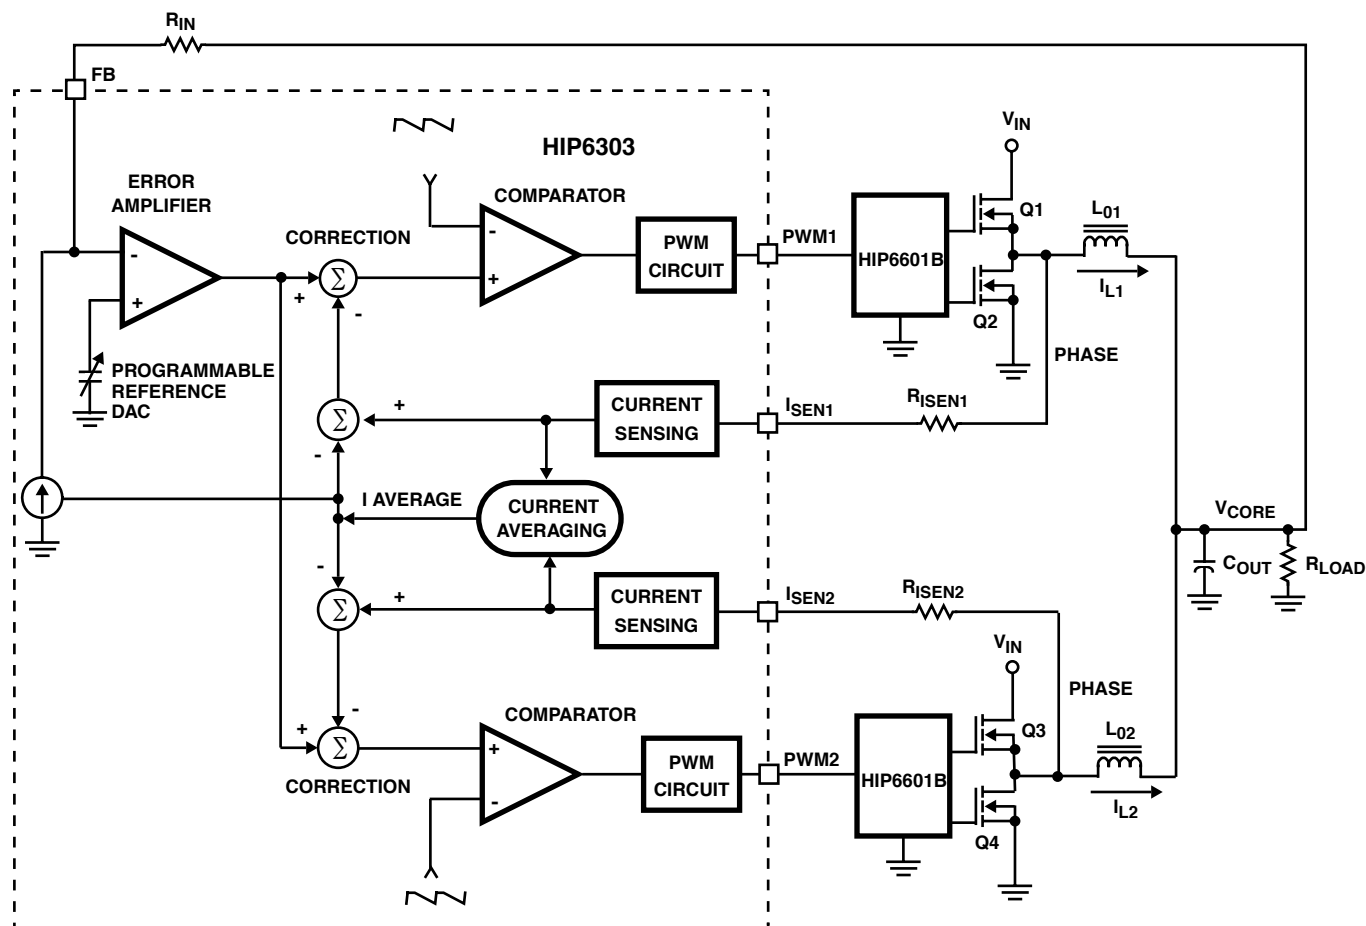 RIN
FB
HIP6303
VIN
ERROR
AMPLIFIER
COMPARATOR
CORRECTION
-
+
+
-
-
+
PROGRAMMABLE
REFERENCE
DAC
Σ
PWM
CIRCUIT
PWM1
HIP6601B
Q1
Q2
L01
IL1
PHASE
Σ
+
-
CURRENT
SENSING
ISEN1
RISEN1
I AVERAGE
CURRENT
AVERAGING
VCORE
COUT
RLOAD
-
Σ
+
CURRENT
SENSING
ISEN2
RISEN2
VIN
PHASE
-
+
Σ
CORRECTION
COMPARATOR
+
-
PWM
CIRCUIT
PWM2
HIP6601B
Q3
Q4
L02
IL2